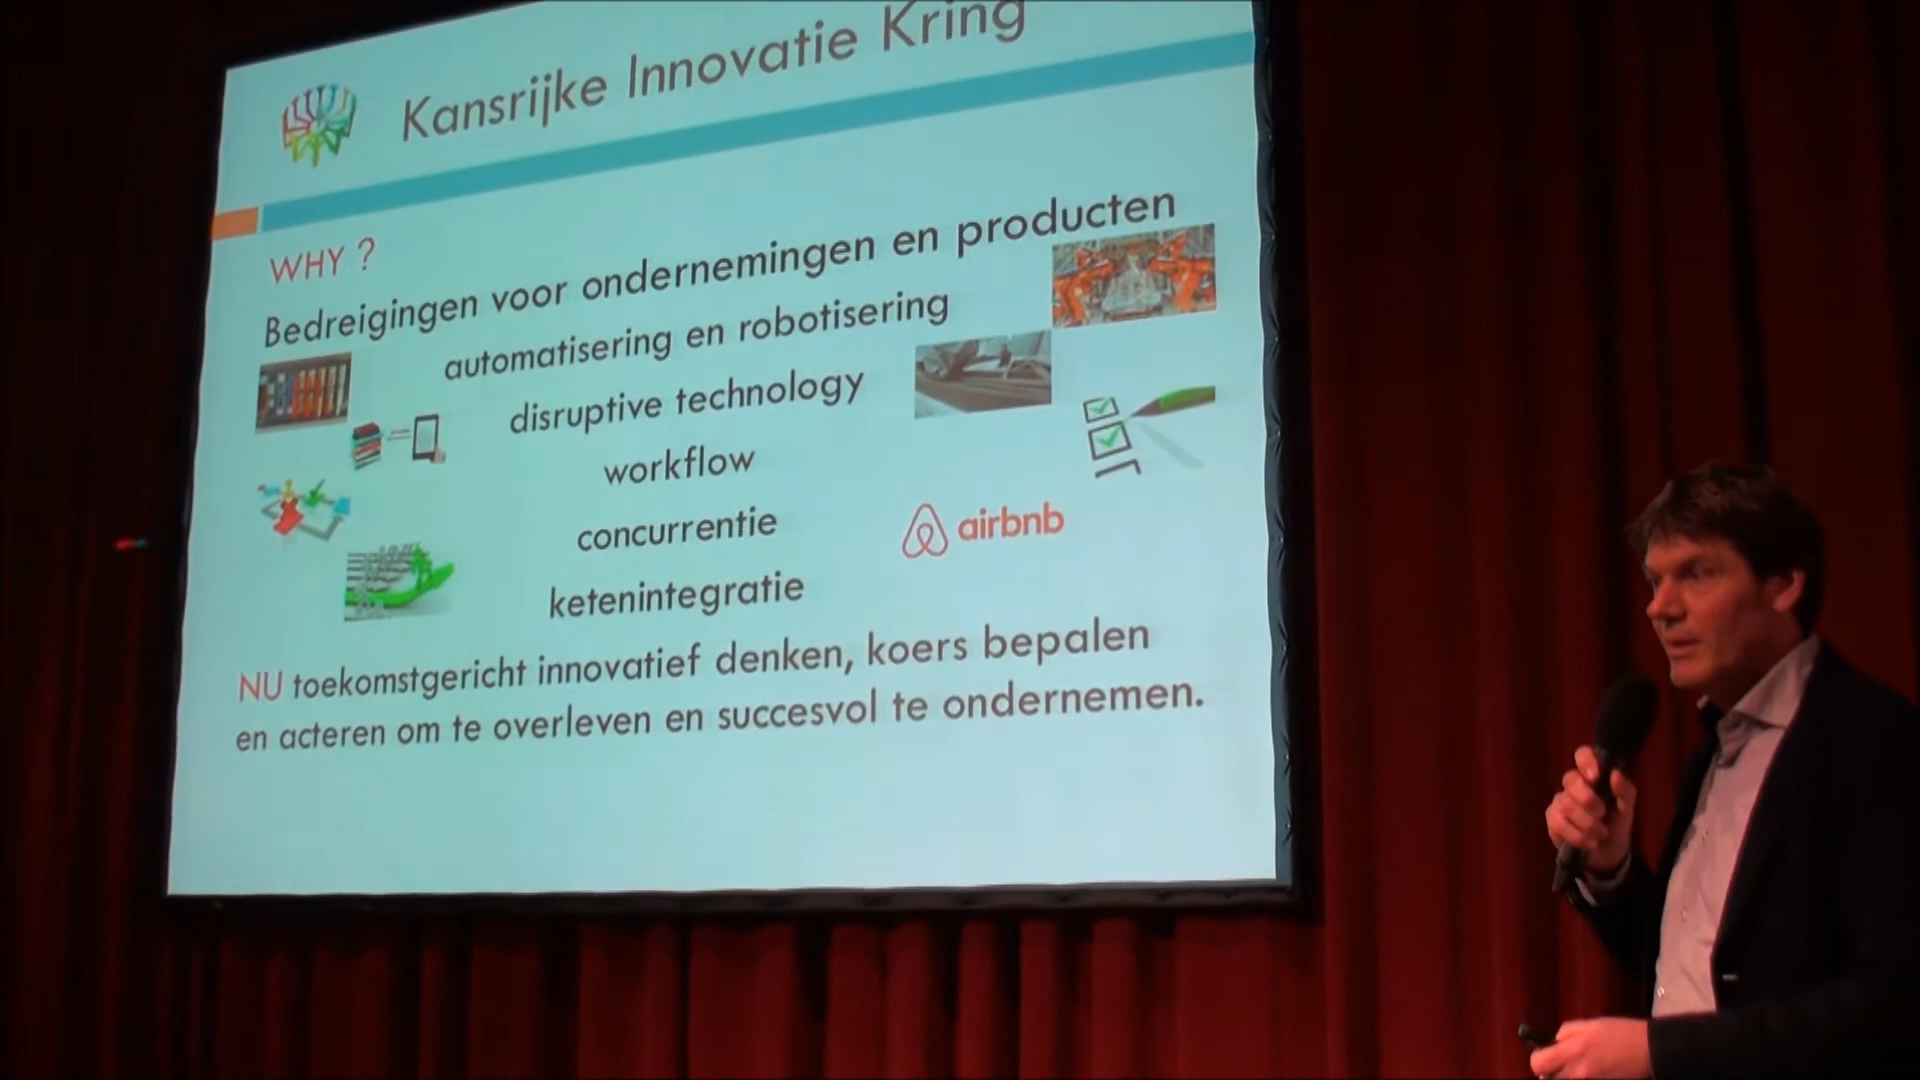 Kansrijke Innovatie Kring
WHY ?
Bedreigingen voor ondernemingen en producten
automatisering en robotisering
disruptive technology
workflow
concurrentie
airbnb
ketenintegratie
NU toekomstgericht innovatief denken, koers bepalen
en acteren om te overleven en succesvol te ondernemen.